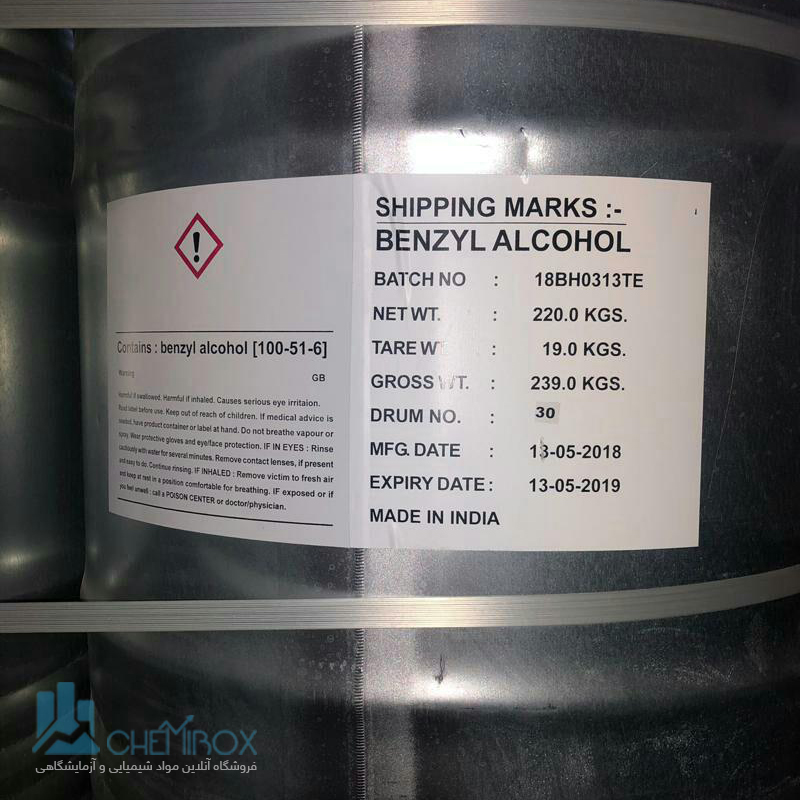 Contains : benzyl alcohol [100-51-6]
Warning
GB
Harmful if swallowed. Harmful if inhaled. Causes serious eye irritaion.
Read label before use. Keep out of reach of children. If medical advice is
needed, have product container or label at hand. Do not breathe vapour or
spray. Wear protective gloves and eye/face protection. IF IN EYES : Rinse
cautiously with water for several minutes. Remove contact lenses, if present
and easy to do. Continue rinsing. IF INHALED : Remove victim to fresh air
and keep at rest in a position comfortable for breathing. IF exposed or if
you feel unwell : call a POISON CENTER or doctor/physician.
SHIPPING MARKS :-
BENZYL ALCOHOL
BATCH NO : 18BH0313TE
NET WT. : 220.0 KGS.
TARE WT : 19.0 KGS.
GROSS WT. : 239.0 KGS.
DRUM NO. : 30
MFG. DATE : 13-05-2018
EXPIRY DATE : 13-05-2019
MADE IN INDIA
CHEMIBOX
فروشگاه آنلاین مواد شیمیایی و آزمایشگاهی